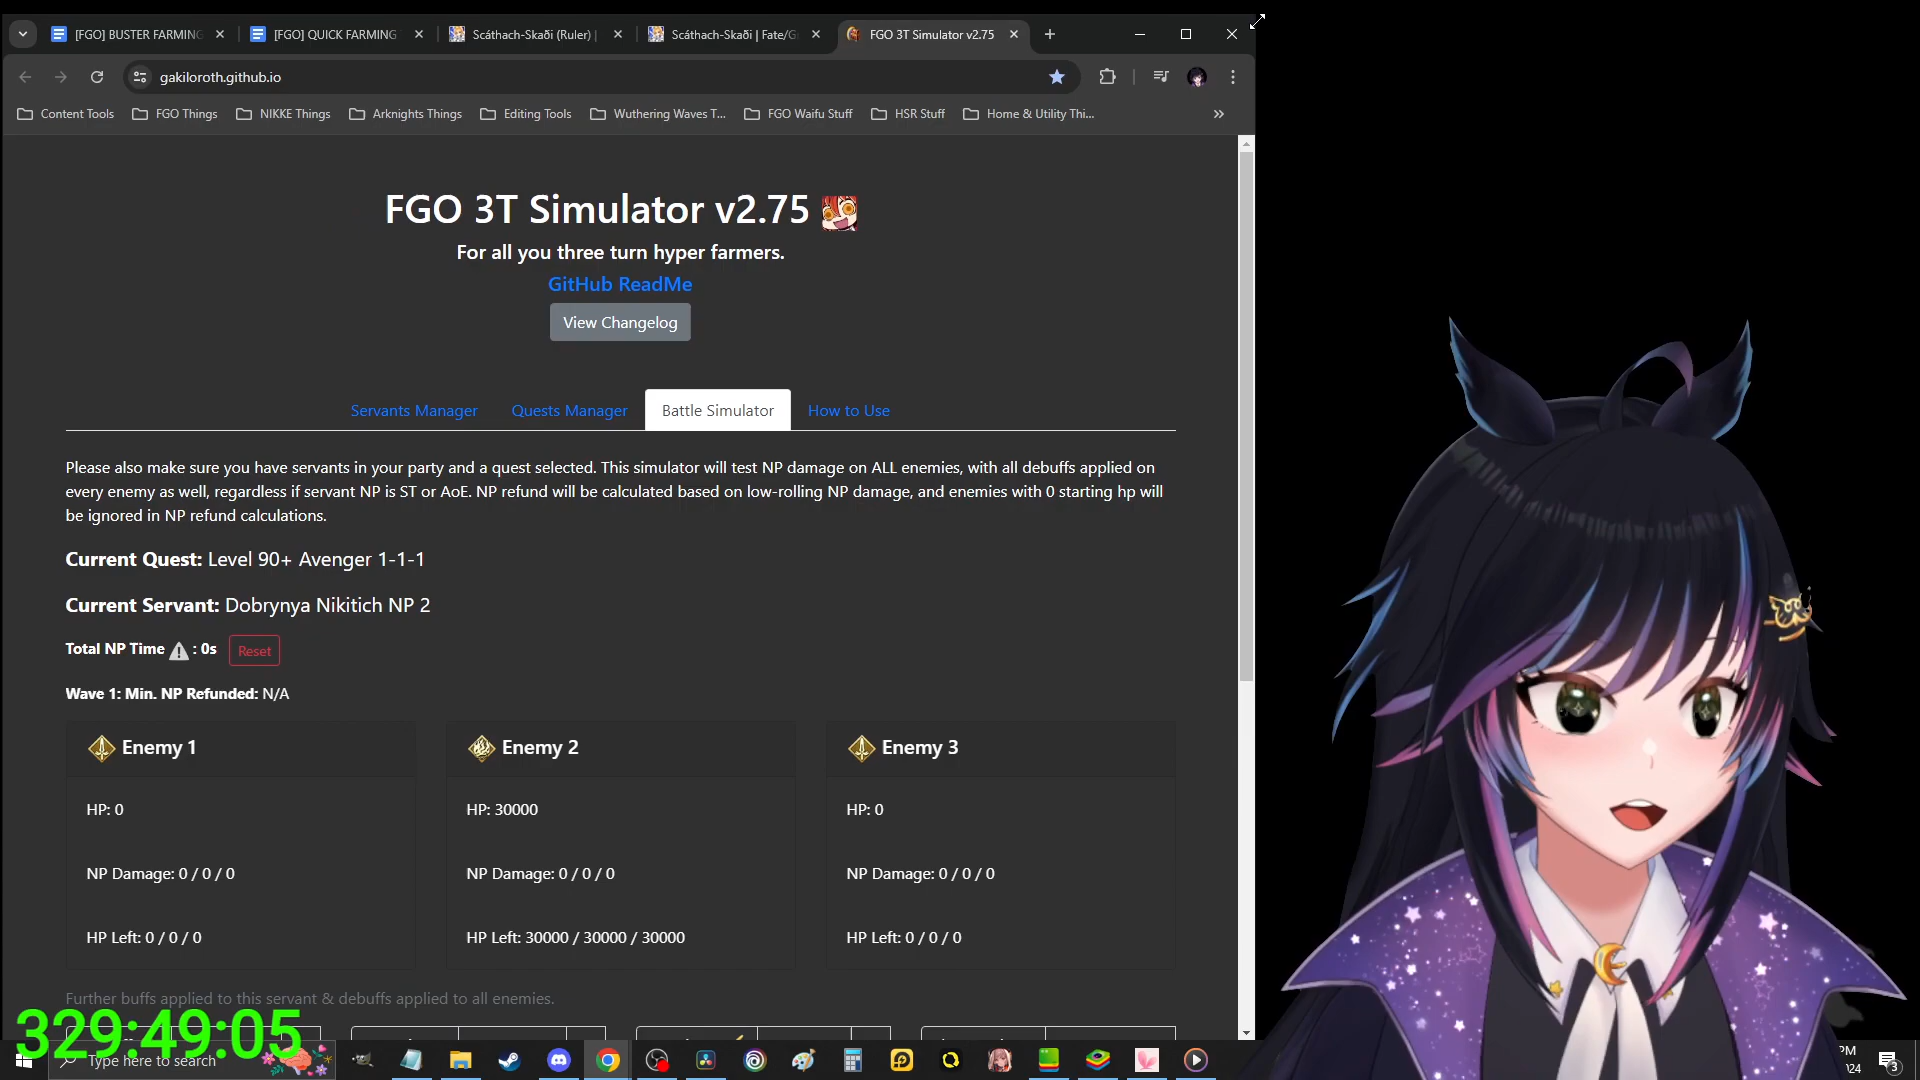 [FGO] BUSTER FARMING
[FGO] QUICK FARMING
Scáthach-Skaði (Ruler) |
Scáthach-Skaði | Fate/G
FGO 3T Simulator v2.75
gakiloroth.github.io
Content Tools
FGO Things
NIKKE Things
Arknights Things
Editing Tools
Wuthering Waves T...
FGO Waifu Stuff
HSR Stuff
Home & Utility Thi...
»
FGO 3T Simulator v2.75
For all you three turn hyper farmers.
GitHub ReadMe
View Changelog
Servants Manager
Quests Manager
Battle Simulator
How to Use
Please also make sure you have servants in your party and a quest selected. This simulator will test NP damage on ALL enemies, with all debuffs applied on
every enemy as well, regardless if servant NP is ST or AoE. NP refund will be calculated based on low-rolling NP damage, and enemies with 0 starting hp will
be ignored in NP refund calculations.
Current Quest: Level 90+ Avenger 1-1-1
Current Servant: Dobrynya Nikitich NP 2
Total NP Time : 0s
Reset
Wave 1: Min. NP Refunded: N/A
Enemy 1
HP: 0
NP Damage: 0 / 0 / 0
HP Left: 0 / 0 / 0
Enemy 2
HP: 30000
NP Damage: 0 / 0 / 0
HP Left: 30000 / 30000 / 30000
Enemy 3
HP: 0
NP Damage: 0 / 0 / 0
HP Left: 0 / 0 / 0
Further buffs applied to this servant & debuffs applied to all enemies.
329:49:05
Type here to search
PM
024
3